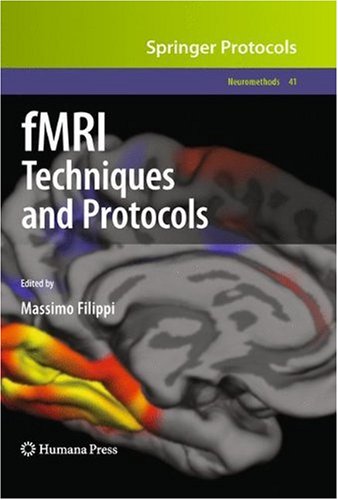 Springer Protocols
Neuromethods 41
fMRI
Techniques
and Protocols
Edited by
Massimo Filippi
Humana Press